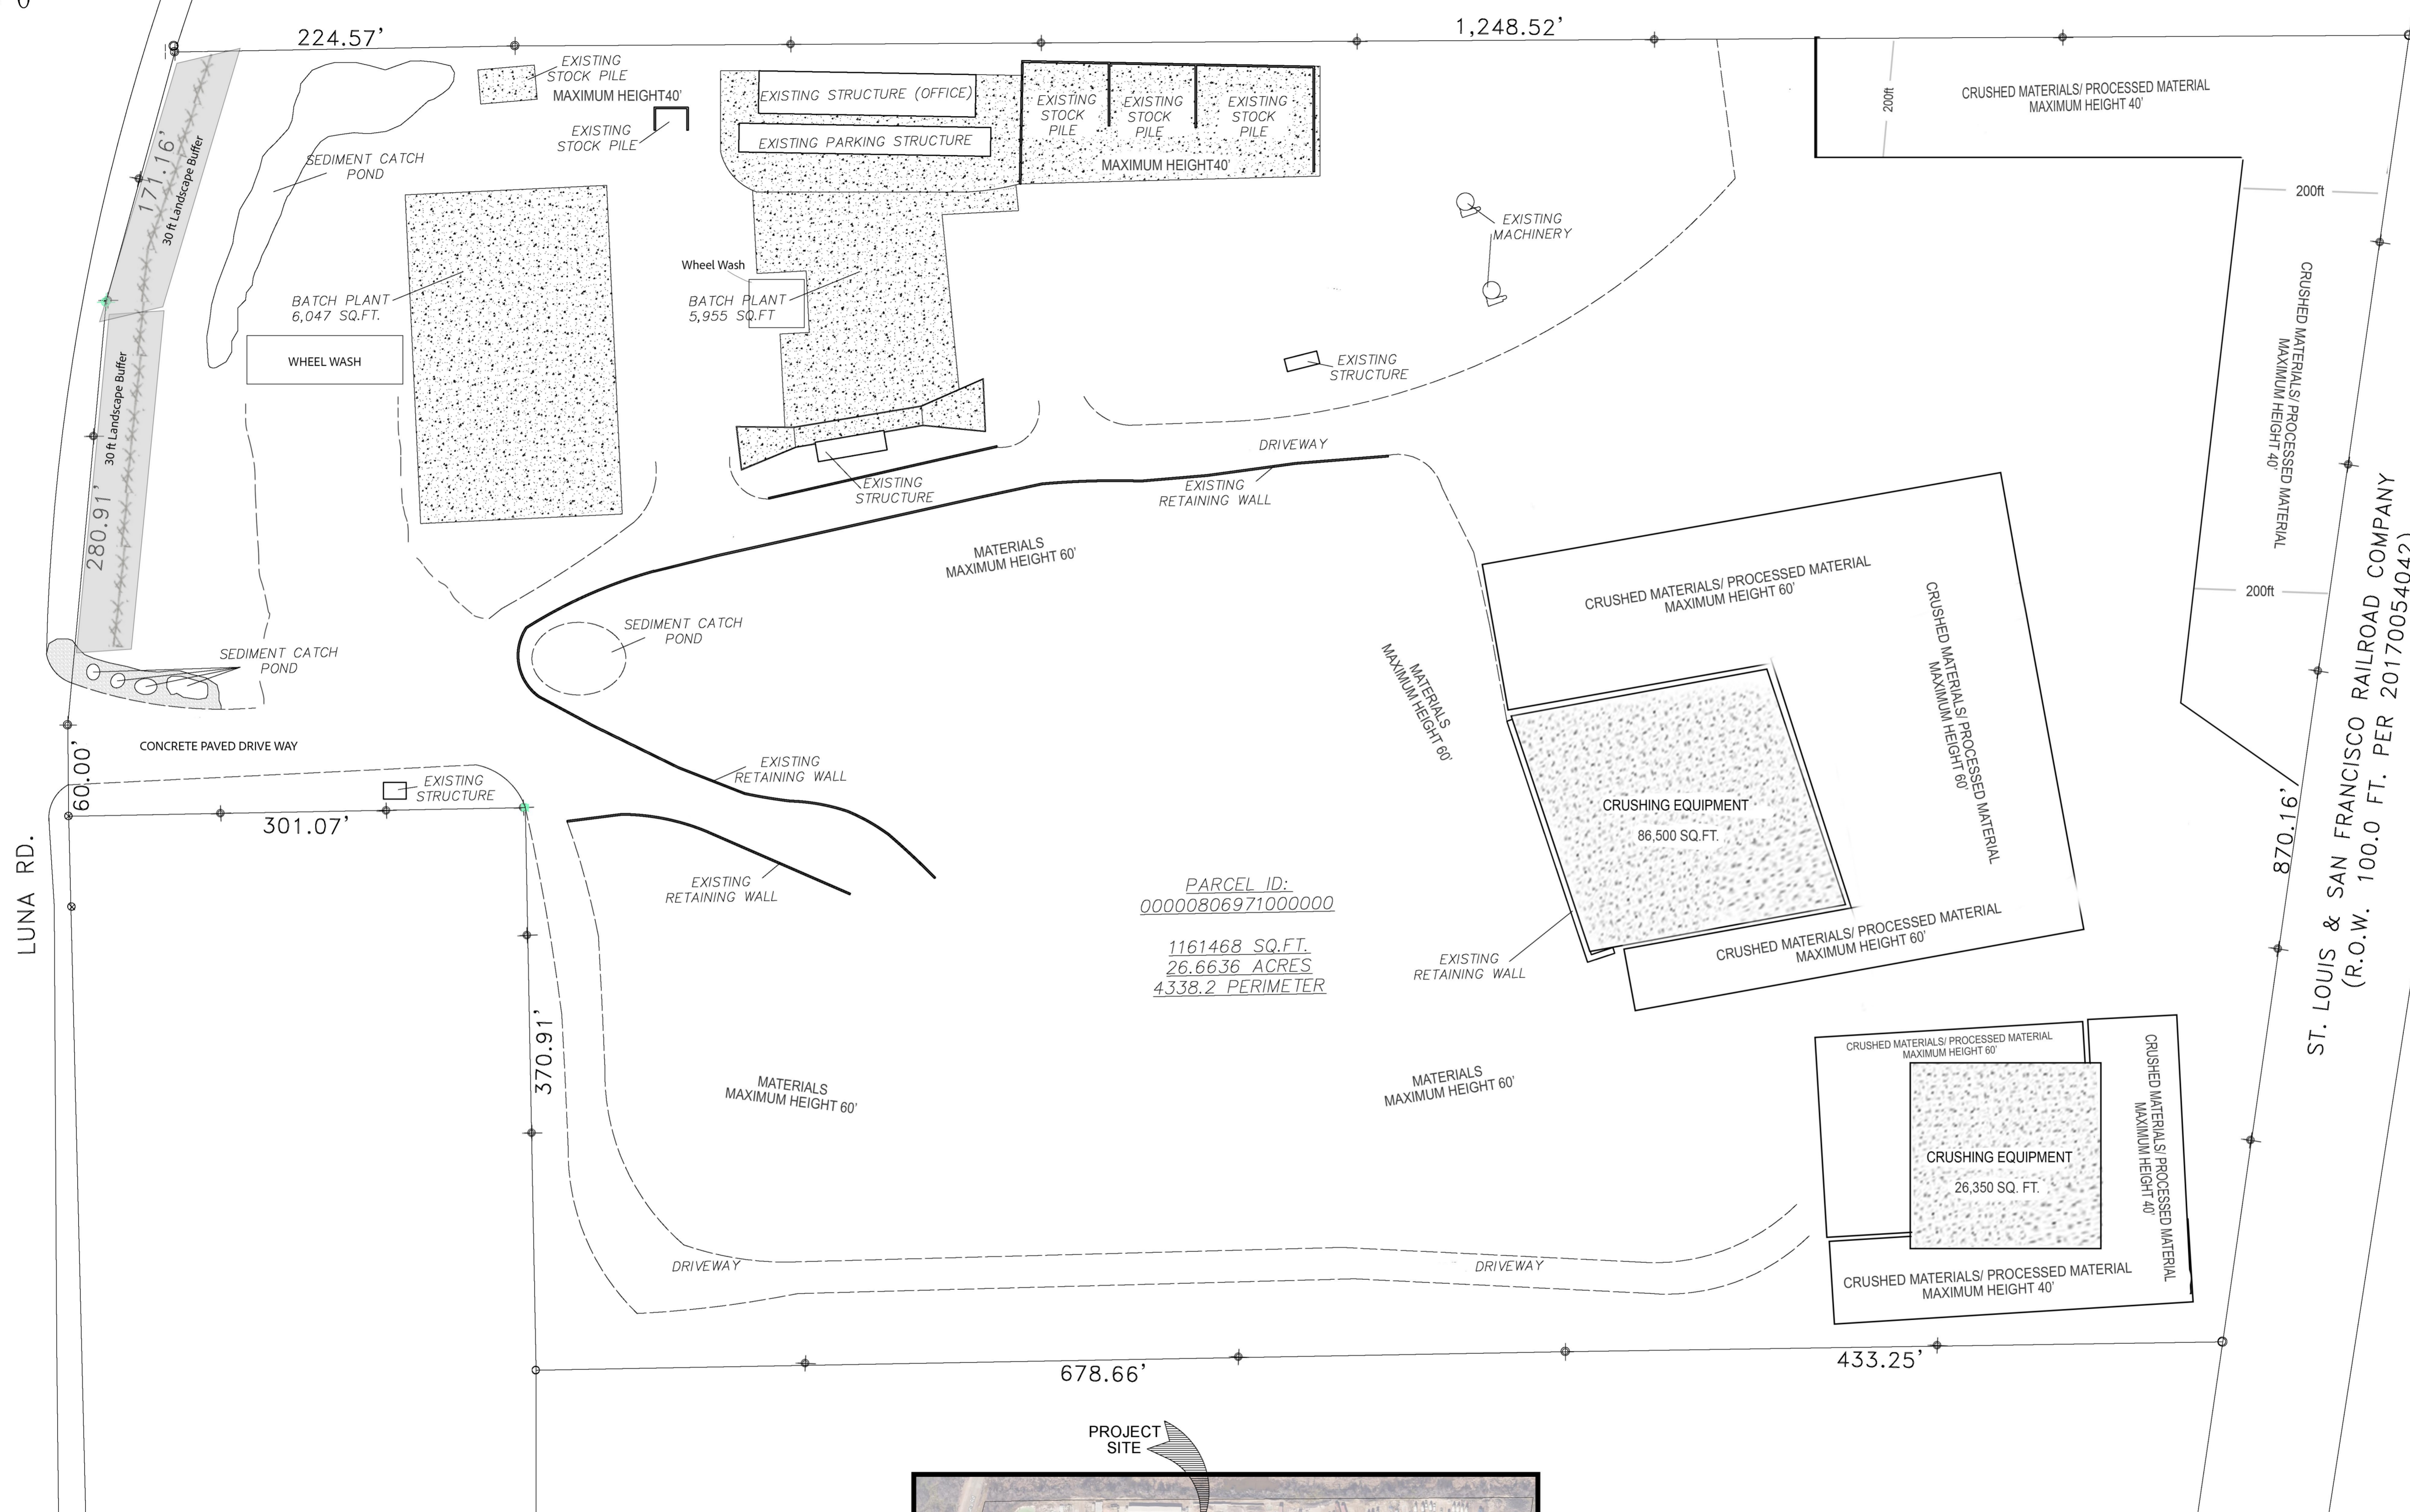 224.57'
1,248.52'
EXISTING
STOCK PILE
MAXIMUM HEIGHT40'
EXISTING
STOCK PILE
EXISTING STRUCTURE (OFFICE)
EXISTING PARKING STRUCTURE
EXISTING
STOCK
PILE
EXISTING
STOCK
PILE
EXISTING
STOCK
PILE
MAXIMUM HEIGHT40'
200ft
CRUSHED MATERIALS/ PROCESSED MATERIAL
MAXIMUM HEIGHT 40'
171.16'
30 ft Landscape Buffer
SEDIMENT CATCH
POND
200ft
EXISTING
MACHINERY
Wheel Wash
BATCH PLANT
6,047 SQ.FT.
BATCH PLANT
5,955 SQ.FT
WHEEL WASH
EXISTING
STRUCTURE
CRUSHED MATERIALS/ PROCESSED MATERIAL
MAXIMUM HEIGHT 40'
280.91'
30 ft Landscape Buffer
DRIVEWAY
EXISTING
STRUCTURE
EXISTING
RETAINING WALL
MATERIALS
MAXIMUM HEIGHT 60'
CRUSHED MATERIALS/ PROCESSED MATERIAL
MAXIMUM HEIGHT 60'
200ft
SEDIMENT CATCH
POND
SEDIMENT CATCH
POND
MATERIALS
MAXIMUM HEIGHT 60'
CRUSHED MATERIALS/ PROCESSED MATERIAL
MAXIMUM HEIGHT 60'
CONCRETE PAVED DRIVE WAY
60.00'
EXISTING
STRUCTURE
EXISTING
RETAINING WALL
301.07'
CRUSHING EQUIPMENT
86,500 SQ.FT.
870.16'
ST. LOUIS & SAN FRANCISCO RAILROAD COMPANY
(R.O.W. 100.0 FT. PER 201700054042)
LUNA RD.
EXISTING
RETAINING WALL
PARCEL ID:
00000806971000000
1161468 SQ.FT.
26.6636 ACRES
4338.2 PERIMETER
EXISTING
RETAINING WALL
CRUSHED MATERIALS/ PROCESSED MATERIAL
MAXIMUM HEIGHT 60'
370.91'
MATERIALS
MAXIMUM HEIGHT 60'
MATERIALS
MAXIMUM HEIGHT 60'
CRUSHED MATERIALS/ PROCESSED MATERIAL
MAXIMUM HEIGHT 60'
CRUSHED MATERIALS/ PROCESSED MATERIAL
MAXIMUM HEIGHT 40'
CRUSHING EQUIPMENT
26,350 SQ. FT.
DRIVEWAY
DRIVEWAY
CRUSHED MATERIALS/ PROCESSED MATERIAL
MAXIMUM HEIGHT 40'
678.66'
433.25'
PROJECT
SITE